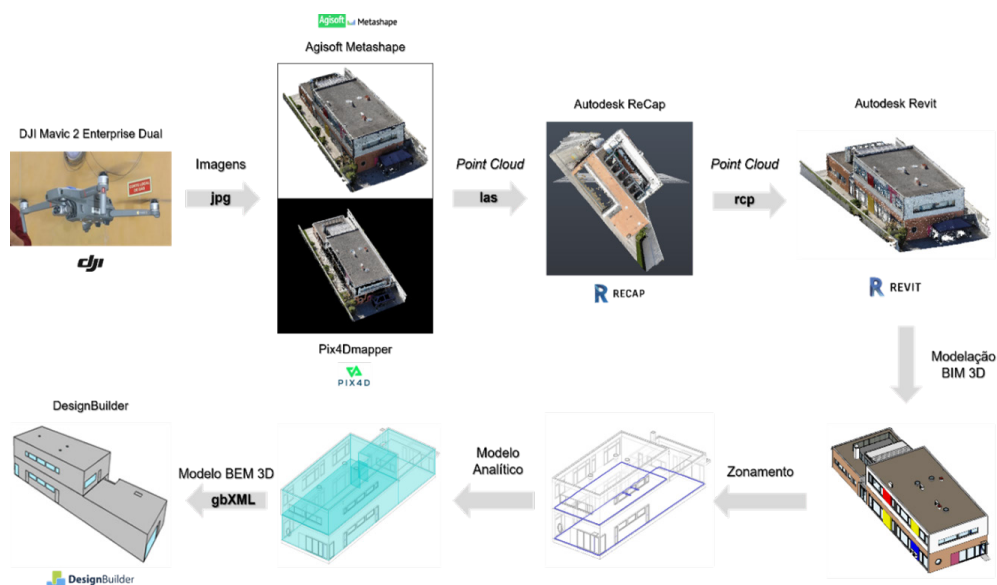 Agisoft Metashape
Agisoft Metashape
DJI Mavic 2 Enterprise Dual
Imagens
jpg
dji
Pix4Dmapper
PIX4D
Point Cloud
las
Autodesk ReCap
R RECAP
Point Cloud
rcp
Autodesk Revit
R REVIT
Modelação
BIM 3D
Zonamento
Modelo
Analítico
Modelo BEM 3D
gbXML
DesignBuilder
DesignBuilder